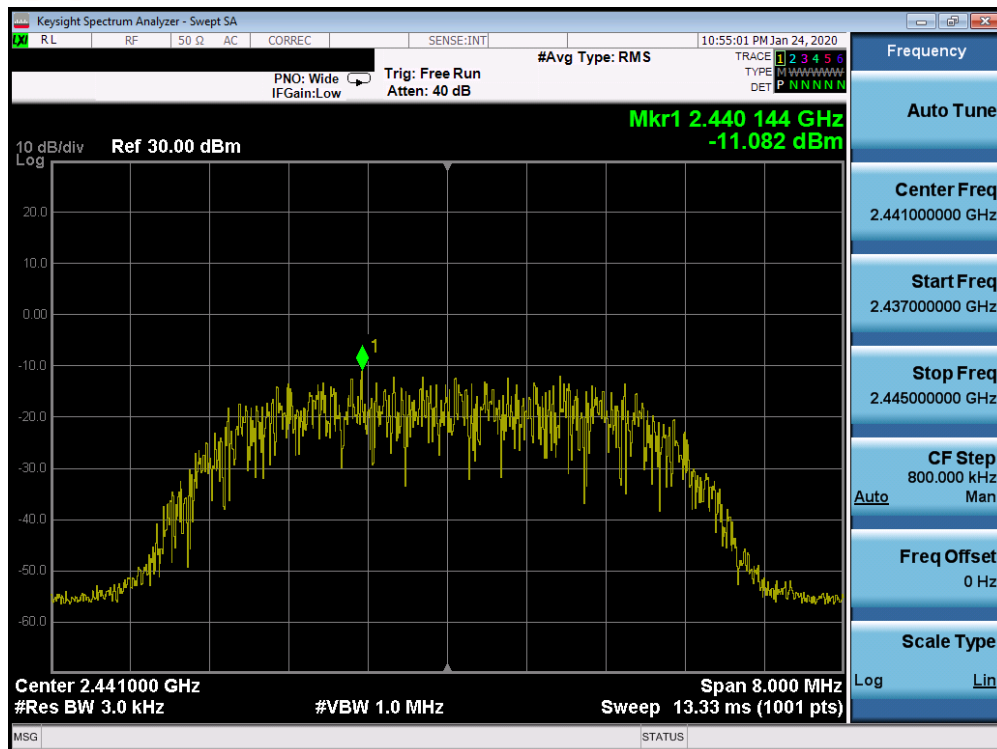 Keysight Spectrum Analyzer - Swept SA
LXI RL RF 50 Ω AC CORREC SENSE:INT 10:55:01 PM Jan 24, 2020
PNO: Wide
IFGain:Low
Trig: Free Run
Atten: 40 dB
#Avg Type: RMS
TRACE 1 2 3 4 5 6
TYPE M WWWWW
DET P N N N N N
Mkr1 2.440 144 GHz
-11.082 dBm
10 dB/div
Log
Ref 30.00 dBm
20.0
10.0
0.00
-10.0
-20.0
-30.0
-40.0
-50.0
-60.0
1
Center 2.441000 GHz
Span 8.000 MHz
#Res BW 3.0 kHz
#VBW 1.0 MHz
Sweep 13.33 ms (1001 pts)
MSG
STATUS
Frequency
Auto Tune
Center Freq
2.441000000 GHz
Start Freq
2.437000000 GHz
Stop Freq
2.445000000 GHz
CF Step
800.000 kHz
Auto Man
Freq Offset
0 Hz
Scale Type
Log Lin